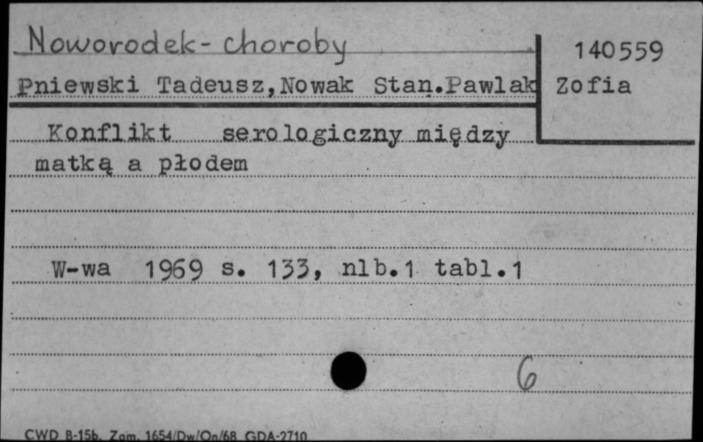 Noworodek - choroby
140559
Pniewski Tadeusz, Nowak Stan. Pawlak Zofia
Konflikt serologiczny między
matką a płodem
W-wa 1969 s. 133, nlb.1 tabl.1
6
CWD B-15b. Zam. 1654/Dw/On/68 GDA-2710